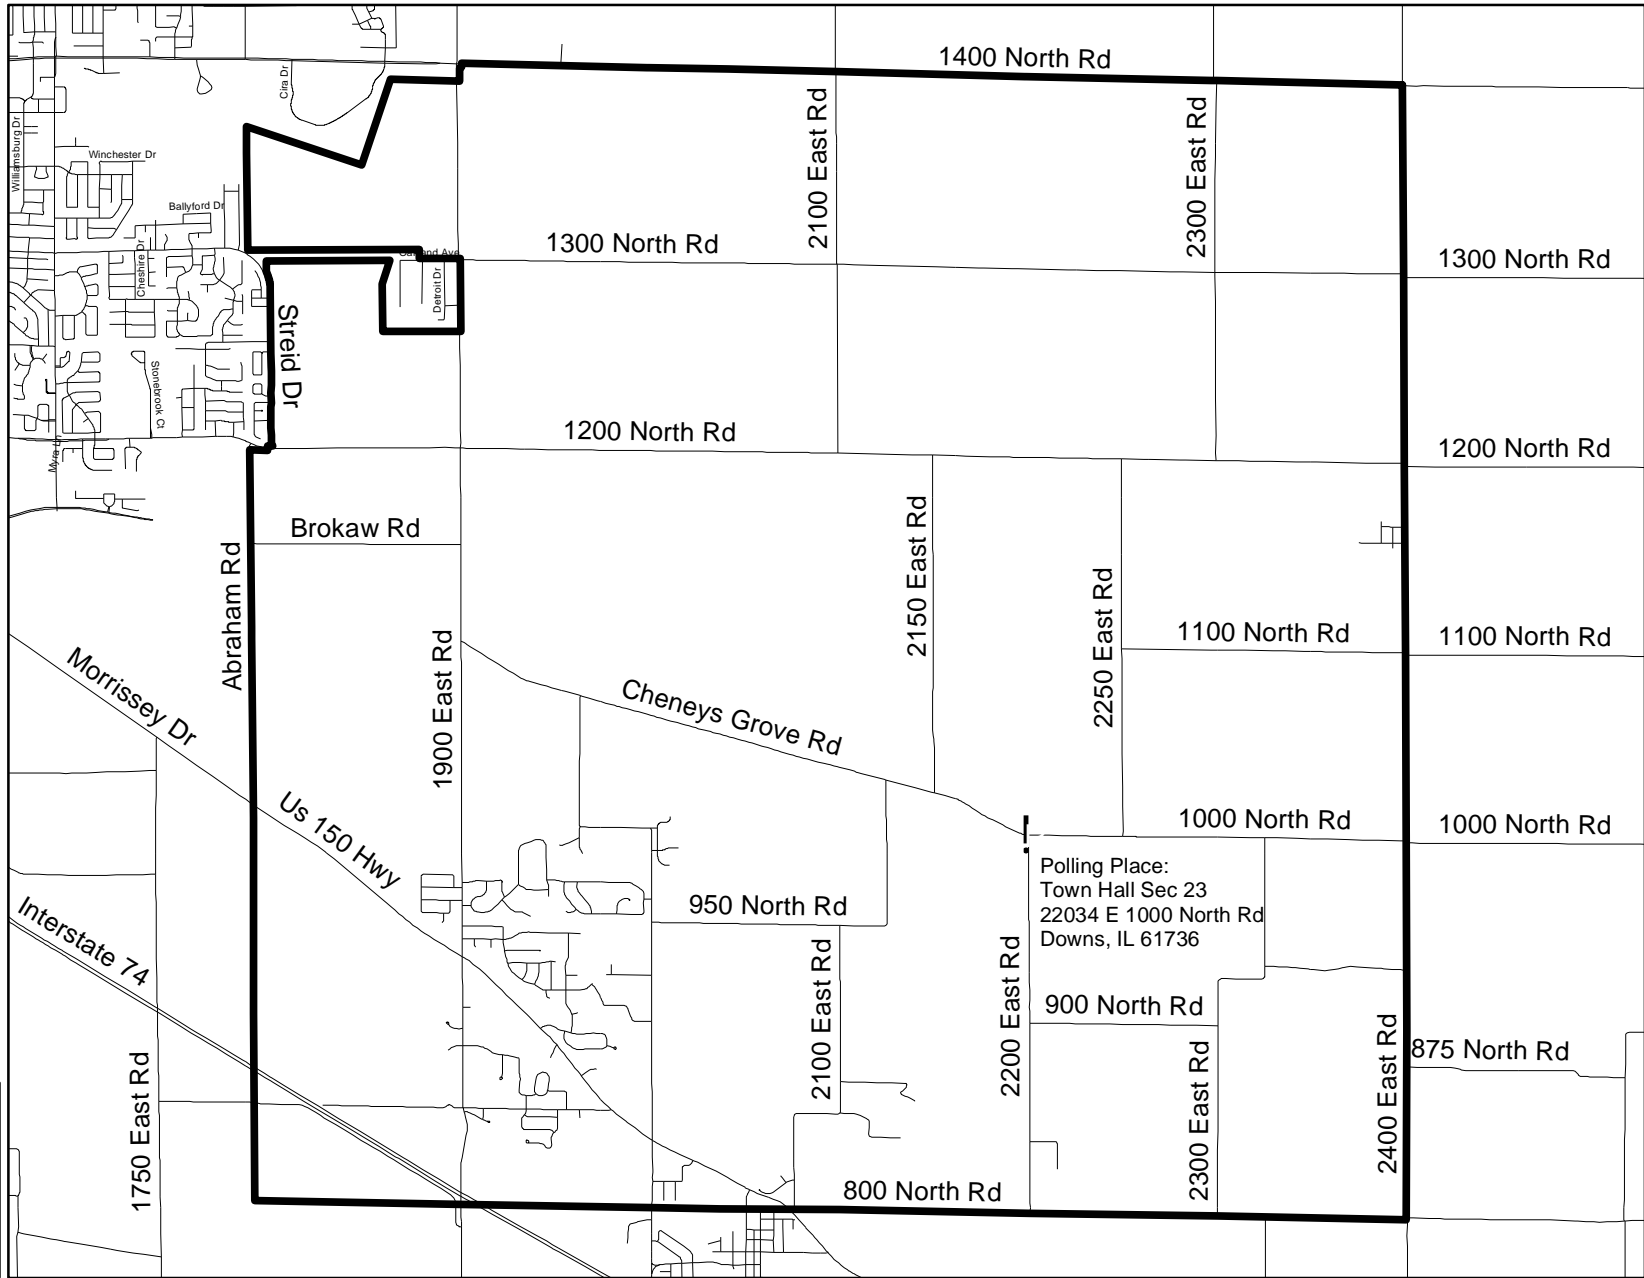 1400 North Rd
Cira Dr
Williamsburg Dr
Winchester Dr
2100 East Rd
2300 East Rd
Ballyford Dr
1300 North Rd
Oakland Ave
1300 North Rd
Cheshire Dr
Detroit Dr
Streid Dr
Stonebrook Ct
1200 North Rd
1200 North Rd
Myra Ln
Brokaw Rd
2150 East Rd
Abraham Rd
2250 East Rd
1100 North Rd
1100 North Rd
1900 East Rd
Morrissey Dr
Cheneys Grove Rd
Us 150 Hwy
1000 North Rd
1000 North Rd
Polling Place:
Town Hall Sec 23
22034 E 1000 North Rd
Downs, IL 61736
950 North Rd
Interstate 74
2100 East Rd
2200 East Rd
900 North Rd
875 North Rd
1750 East Rd
2300 East Rd
2400 East Rd
800 North Rd